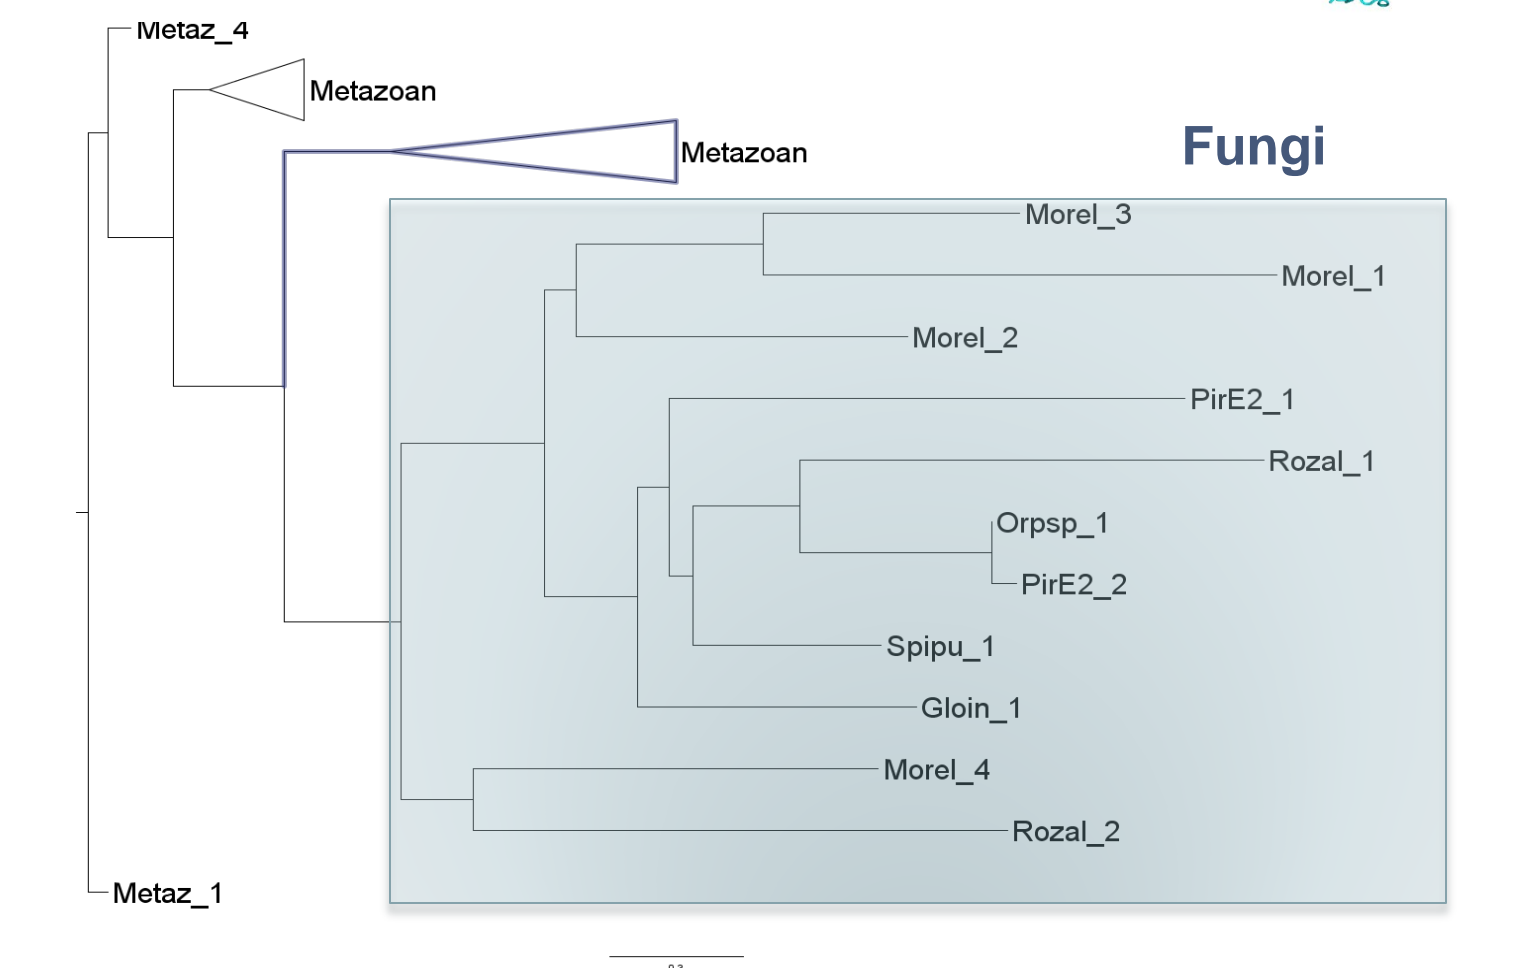 Metaz_4
Metazoan
Metazoan
Fungi
Morel_3
Morel_1
Morel_2
PirE2_1
Rozal_1
Orpsp_1
PirE2_2
Spipu_1
Gloin_1
Morel_4
Rozal_2
Metaz_1